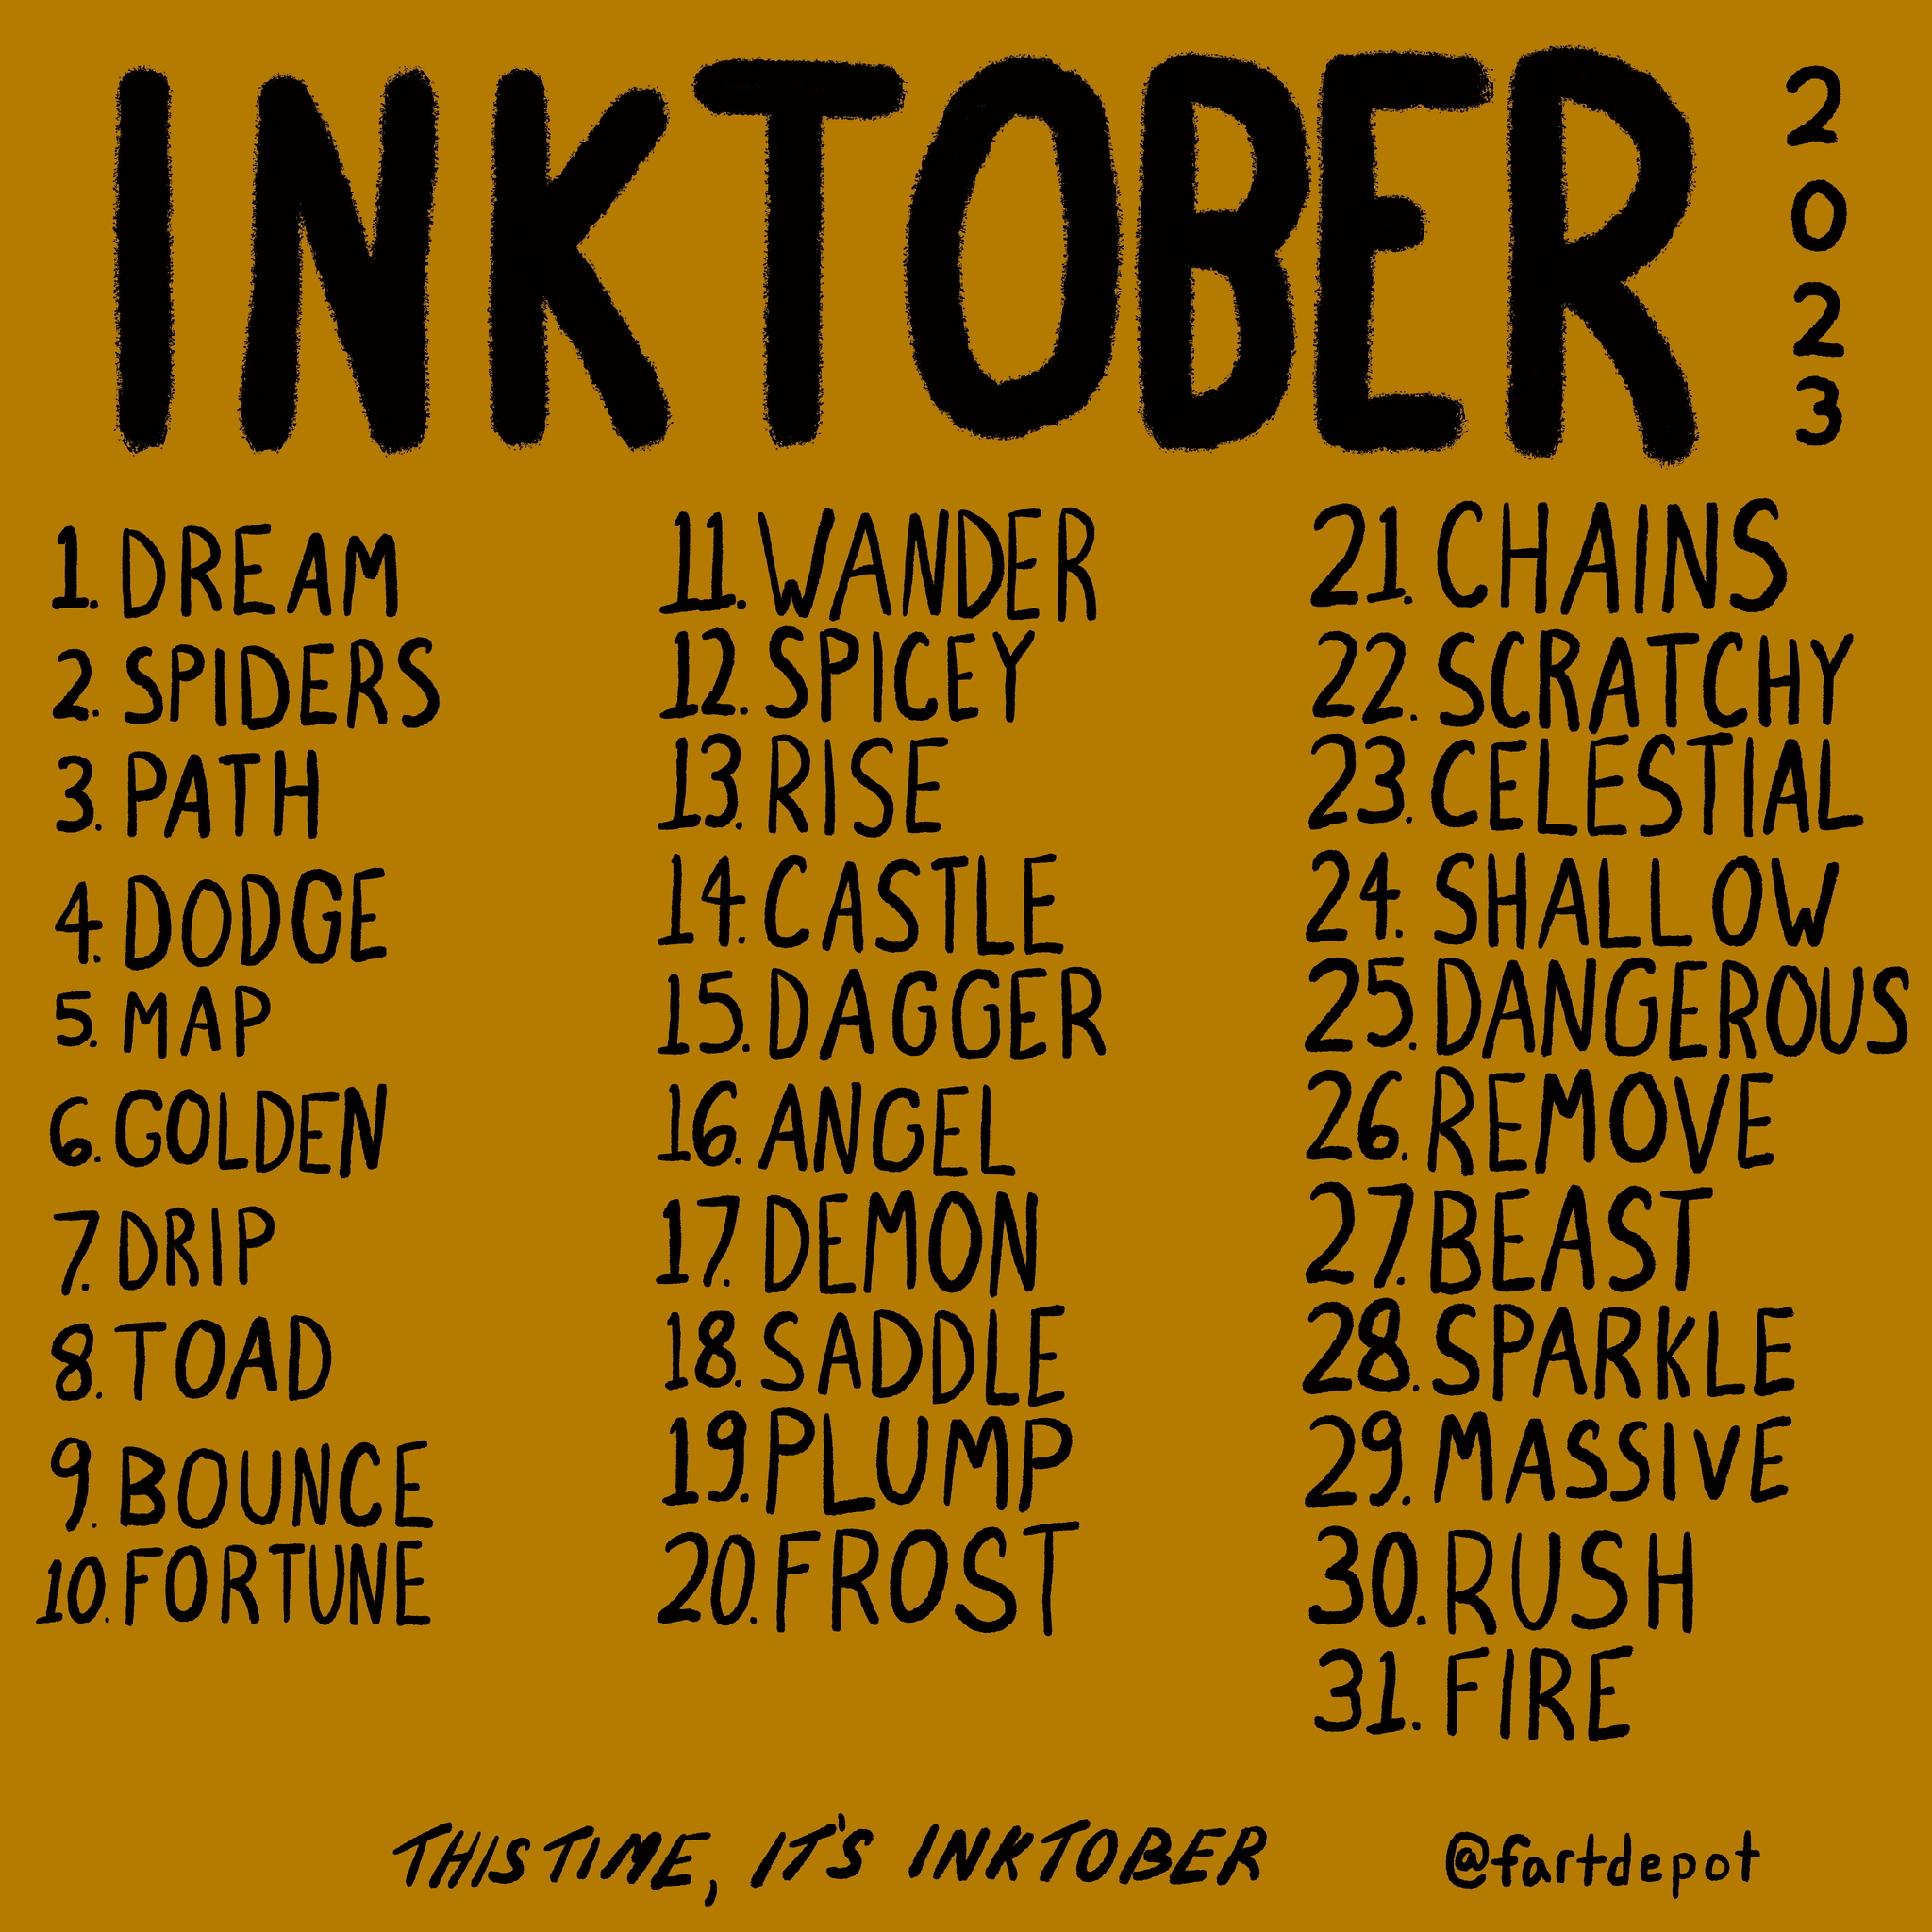 INKTOBER
2023
1. DREAM
2. SPIDERS
3. PATH
4. DODGE
5. MAP
6. GOLDEN
7. DRIP
8. TOAD
9. BOUNCE
10. FORTUNE
11. WANDER
12. SPICEY
13. RISE
14. CASTLE
15. DAGGER
16. ANGEL
17. DEMON
18. SADDLE
19. PLUMP
20. FROST
21. CHAINS
22. SCRATCHY
23. CELESTIAL
24. SHALLOW
25. DANGEROUS
26. REMOVE
27. BEAST
28. SPARKLE
29. MASSIVE
30. RUSH
31. FIRE
THIS TIME, IT'S INKTOBER
@fartdepot